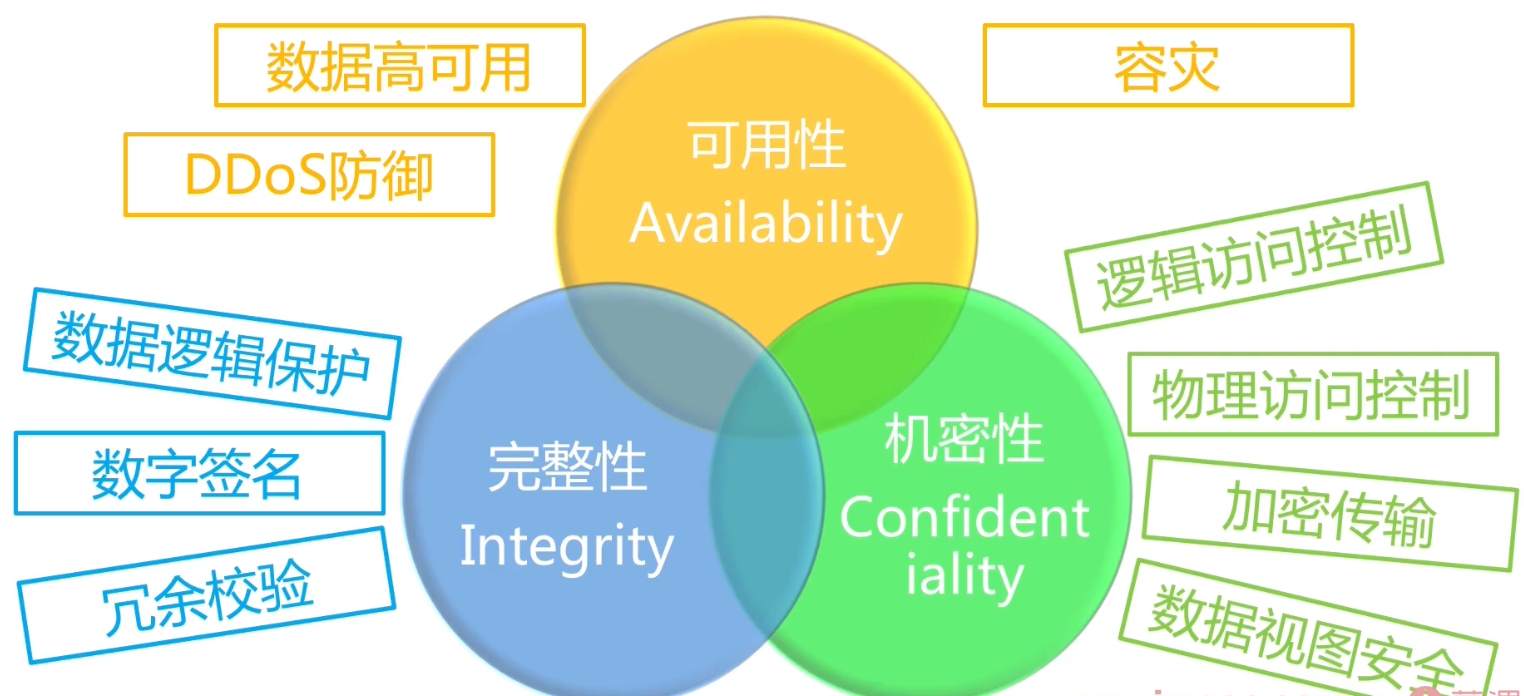 数据高可用
容灾
DDoS防御
可用性
Availability
逻辑访问控制
数据逻辑保护
物理访问控制
数字签名
完整性
Integrity
机密性
Confident
iality
加密传输
冗余校验
数据视图安全